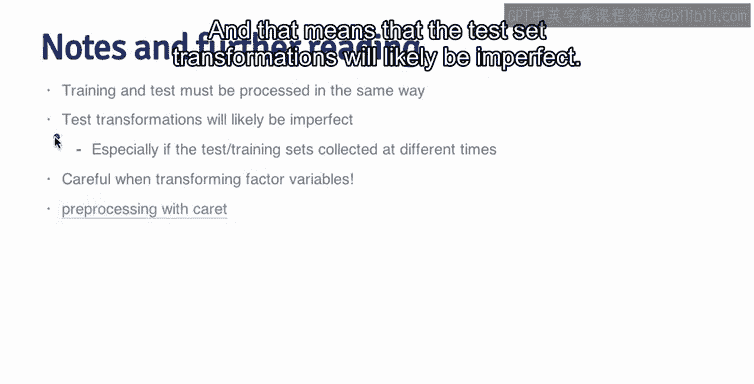 Notes and further reading
And that means that the test set
transformations will likely be imperfect.
· Training and test must be processed in the same way
· Test transformations will likely be imperfect
- Especially if the test/training sets collected at different times
· Careful when transforming factor variables!
· preprocessing with caret